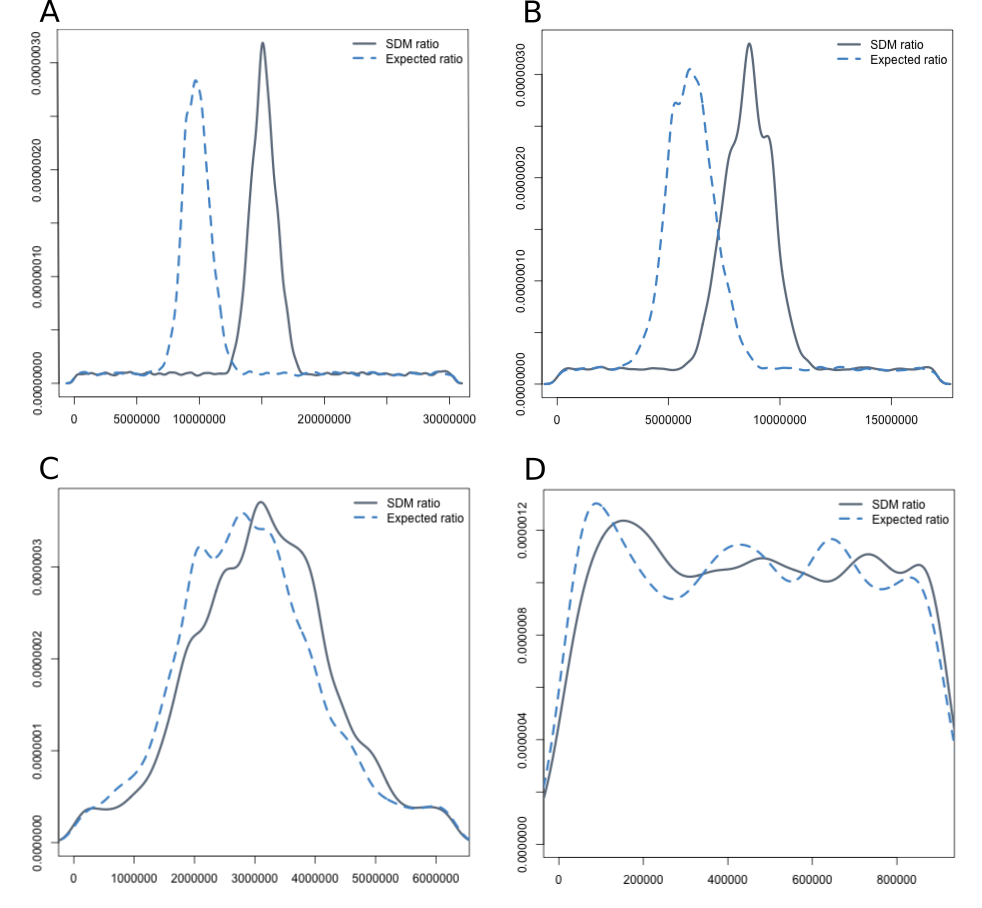 A
SDM ratio
Expected ratio
0.00000030
0.00000020
0.00000010
0.00000000
0 5000000 10000000 20000000 30000000
B
SDM ratio
Expected ratio
0.00000030
0.00000020
0.00000010
0.00000000
0 5000000 10000000 15000000
C
SDM ratio
Expected ratio
0.0000003
0.0000002
0.0000001
0.0000000
0 1000000 2000000 3000000 4000000 5000000 6000000
D
SDM ratio
Expected ratio
0.0000012
0.0000008
0.0000004
0.0000000
0 200000 400000 600000 800000